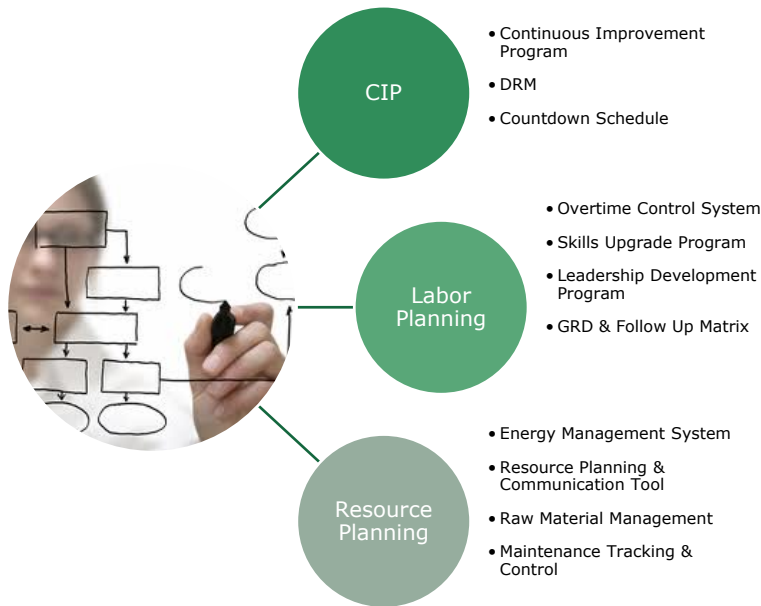 CIP
• Continuous Improvement
Program
• DRM
• Countdown Schedule
Labor
Planning
• Overtime Control System
• Skills Upgrade Program
• Leadership Development
Program
• GRD & Follow Up Matrix
Resource
Planning
• Energy Management System
• Resource Planning &
Communication Tool
• Raw Material Management
• Maintenance Tracking &
Control